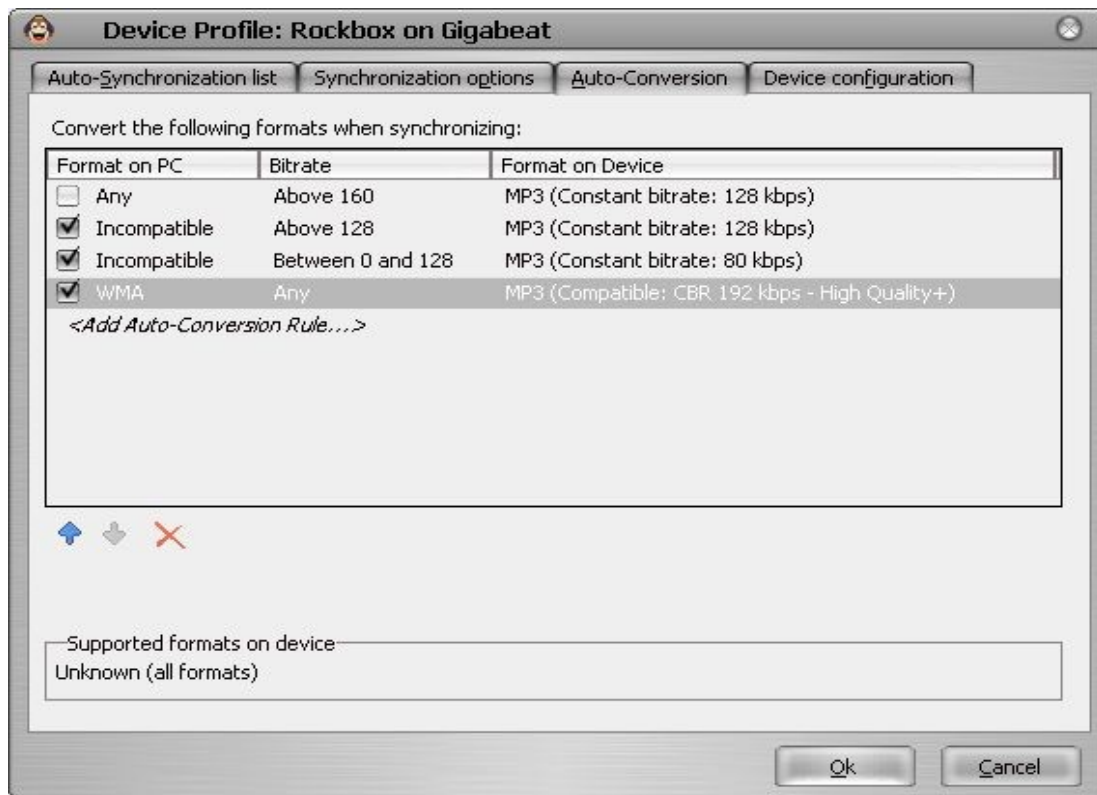 Device Profile: Rockbox on Gigabeat
Auto-Synchronization list Synchronization options Auto-Conversion Device configuration
Convert the following formats when synchronizing:
Format on PC Bitrate Format on Device
Any Above 160 MP3 (Constant bitrate: 128 kbps)
Incompatible Above 128 MP3 (Constant bitrate: 128 kbps)
Incompatible Between 0 and 128 MP3 (Constant bitrate: 80 kbps)
WMA Any MP3 (Compatible: CBR 192 kbps - High Quality+)
<Add Auto-Conversion Rule...>
Supported formats on device
Unknown (all formats)
Ok Cancel